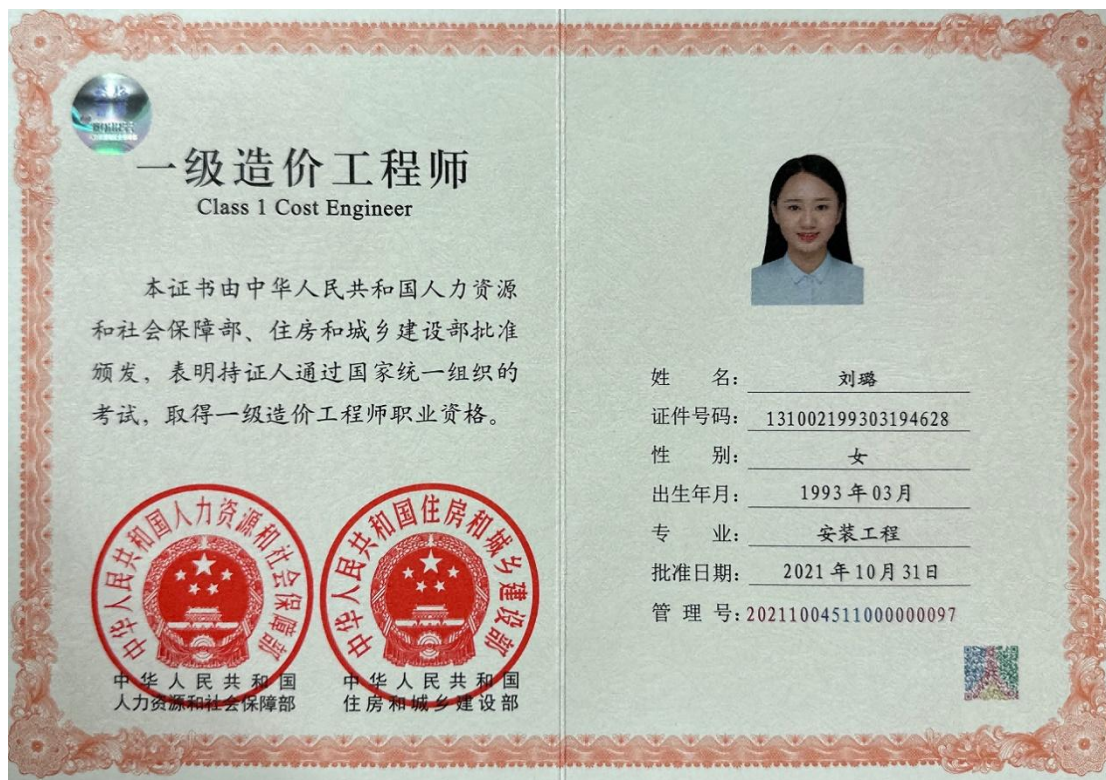 一级造价工程师
Class 1 Cost Engineer
本证书由中华人民共和国人力资源
和社会保障部、住房和城乡建设部批准
颁发，表明持证人通过国家统一组织的
考试，取得一级造价工程师职业资格。
中华人民共和国人力资源和社会保障部
中华人民共和国住房和城乡建设部
中华人民共和国
人力资源和社会保障部
中华人民共和国
住房和城乡建设部
姓 名：刘璐
证件号码：131002199303194628
性 别：女
出生年月：1993年03月
专 业：安装工程
批准日期：2021年10月31日
管 理 号：20211004511000000097